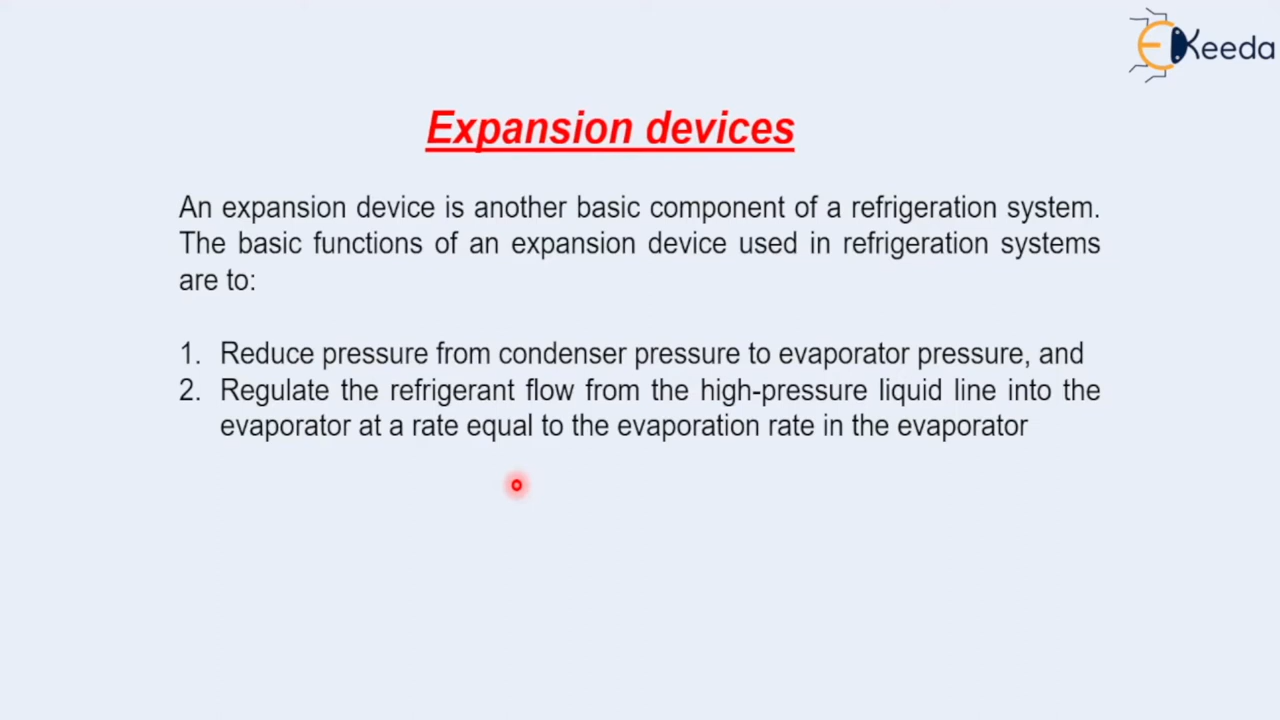 EKeeda
Expansion devices
An expansion device is another basic component of a refrigeration system.
The basic functions of an expansion device used in refrigeration systems
are to:
1. Reduce pressure from condenser pressure to evaporator pressure, and
2. Regulate the refrigerant flow from the high-pressure liquid line into the
evaporator at a rate equal to the evaporation rate in the evaporator